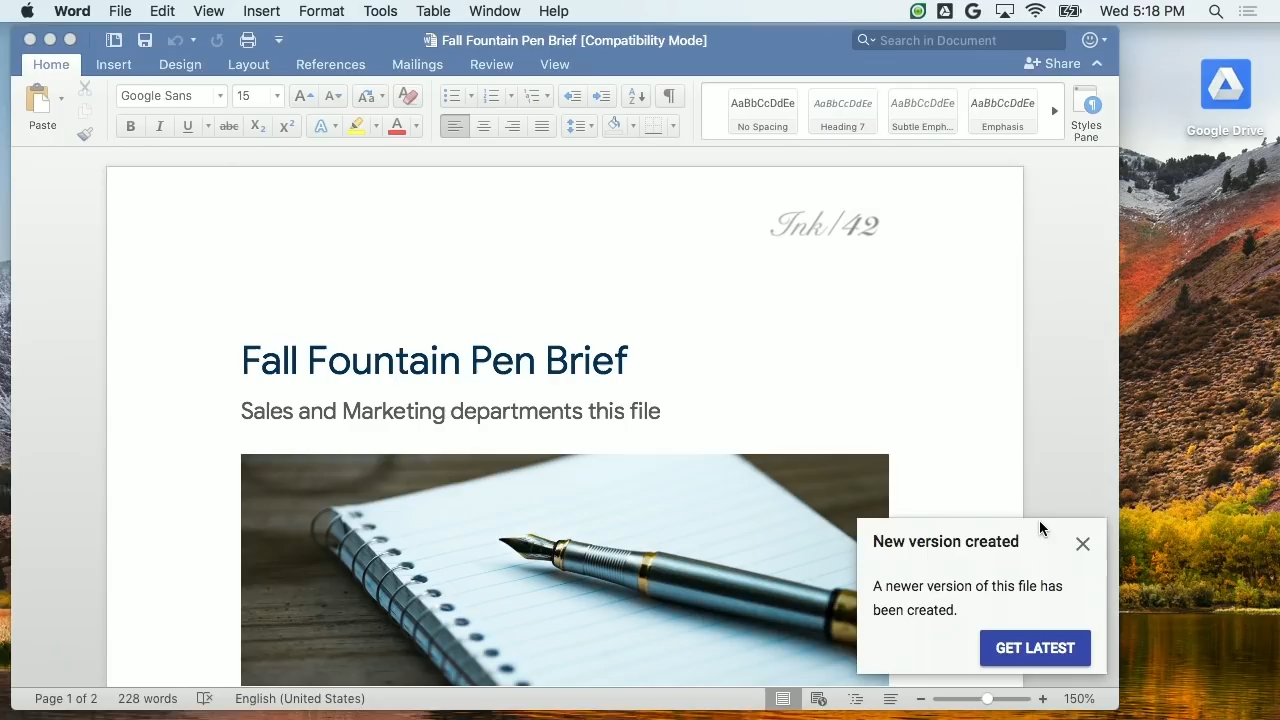 Word File Edit View Insert Format Tools Table Window Help Wed 5:18 PM
Fall Fountain Pen Brief [Compatibility Mode] Search in Document
Home Insert Design Layout References Mailings Review View Share
Google Sans 15
Paste
B I U abc X2 X2 A A
AaBbCcDdEe AaBbCcDdEe AaBbCcDdEe AaBbCcDdEe
No Spacing Heading 7 Subtle Emph... Emphasis
Styles
Pane
Google Drive
Ink/42
Fall Fountain Pen Brief
Sales and Marketing departments this file
New version created
A newer version of this file has
been created.
GET LATEST
Page 1 of 2 228 words English (United States) 150%